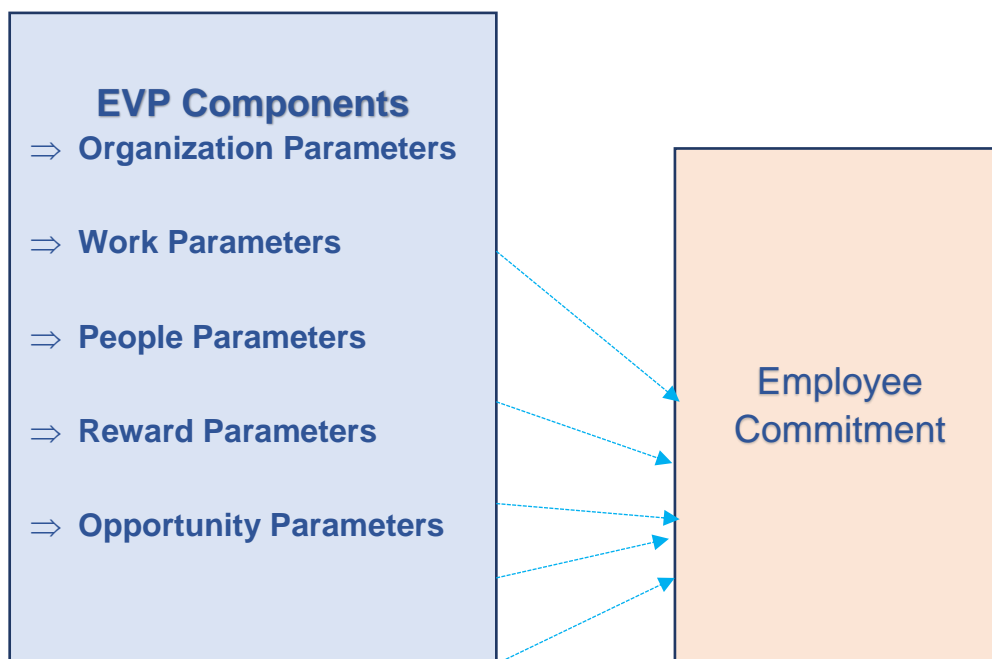 EVP Components
⇒ Organization Parameters
⇒ Work Parameters
⇒ People Parameters
⇒ Reward Parameters
⇒ Opportunity Parameters
Employee
Commitment